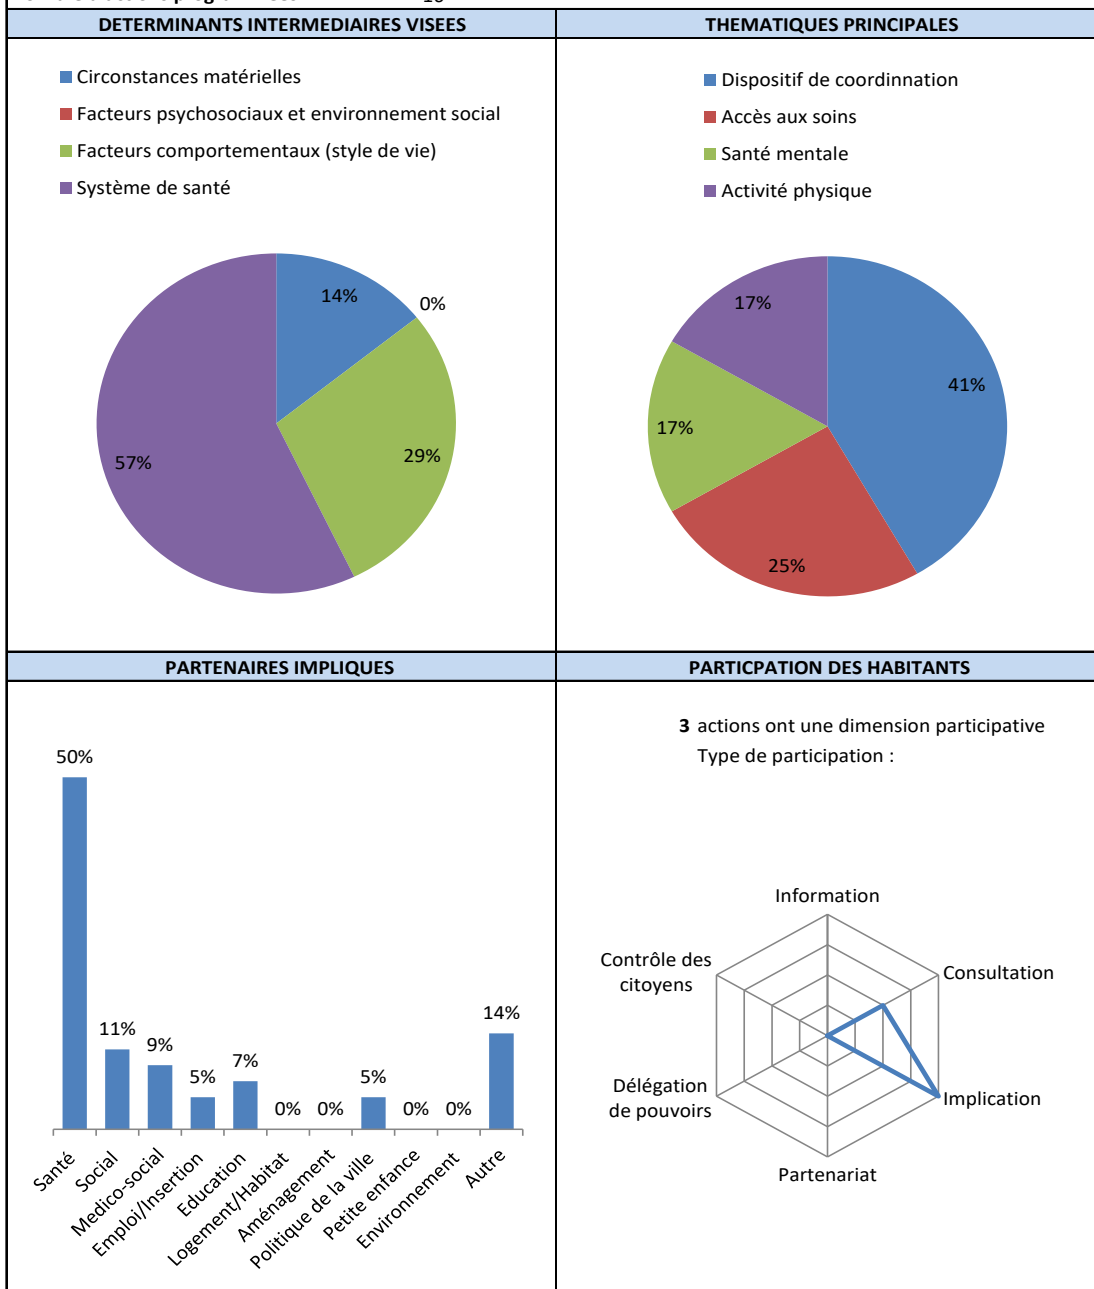 DETERMINANTS INTERMEDIAIRES VISEES
THEMATIQUES PRINCIPALES
Circonstances matérielles
Facteurs psychosociaux et environnement social
Facteurs comportementaux (style de vie)
Système de santé
14%
0%
29%
57%
Dispositif de coordinnation
Accès aux soins
Santé mentale
Activité physique
17%
41%
17%
25%
PARTENAIRES IMPLIQUES
PARTICPATION DES HABITANTS
50%
11%
9%
5%
7%
0%
0%
5%
0%
0%
14%
Santé
Social
Medico-social
Emploi/Insertion
Education
Logement/Habitat
Aménagement
Politique de la ville
Petite enfance
Environnement
Autre
3 actions ont une dimension participative
Type de participation :
Information
Consultation
Implication
Partenariat
Délégation
de pouvoirs
Contrôle des
citoyens